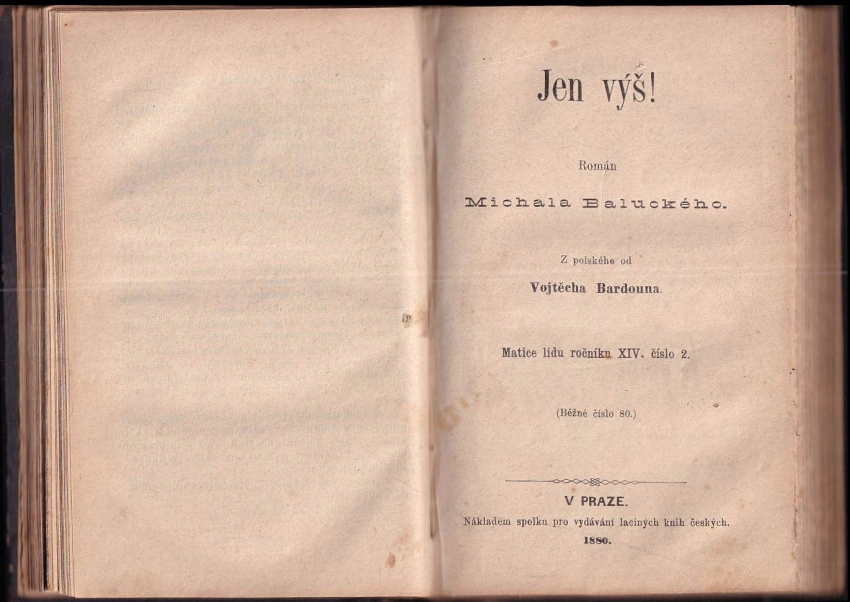 Jen výš!
Román
Michala Baluckého.
Z polského od
Vojtěcha Bardouna.
Matice lidu ročníku XIV. číslo 2.
(Běžné číslo 80.)
V PRAZE.
Nákladem spolku pro vydávání laciných knih českých.
1880.